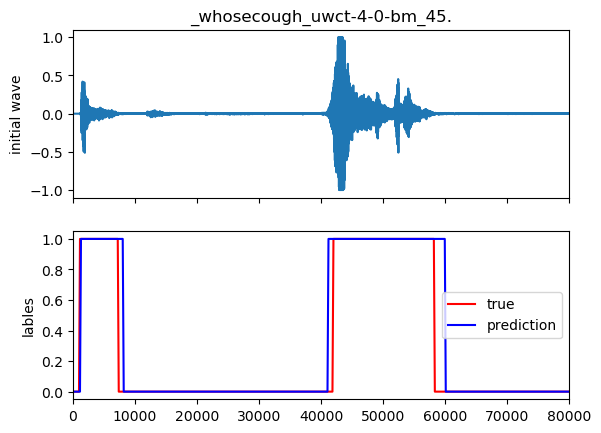 _whosecough_uwct-4-0-bm_45.
initial wave
1.0
0.5
0.0
−0.5
−1.0
lables
1.0
0.8
0.6
0.4
0.2
0.0
true
prediction
0 10000 20000 30000 40000 50000 60000 70000 80000